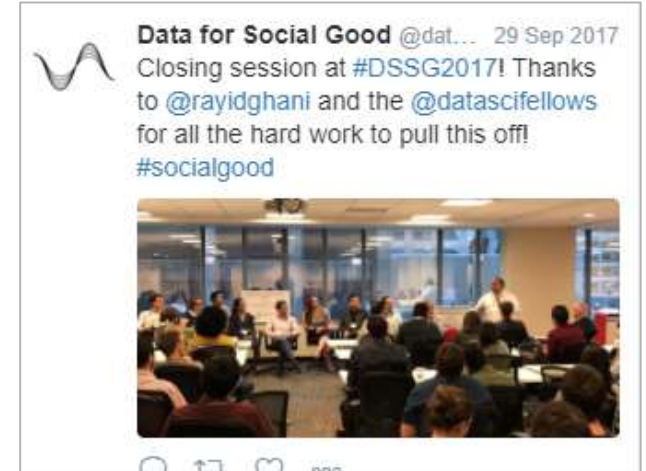 Data for Social Good @dat... 29 Sep 2017
Closing session at #DSSG2017! Thanks
to @rayidghani and the @datascifellows
for all the hard work to pull this off!
#socialgood